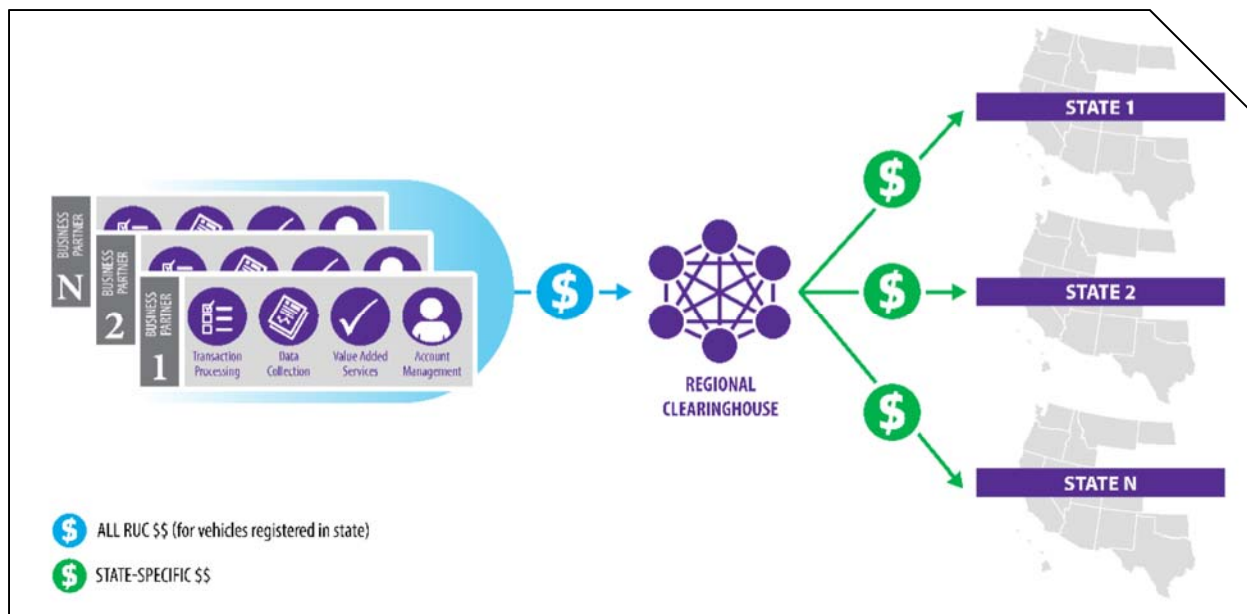 BUSINESS
PARTNER
N
BUSINESS
PARTNER
2
BUSINESS
PARTNER
1
Transaction
Processing
Data
Collection
Value Added
Services
Account
Management
$
REGIONAL
CLEARINGHOUSE
$
$
$
STATE 1
STATE 2
STATE N
$ ALL RUC $$ (for vehicles registered in state)
$ STATE-SPECIFIC $$